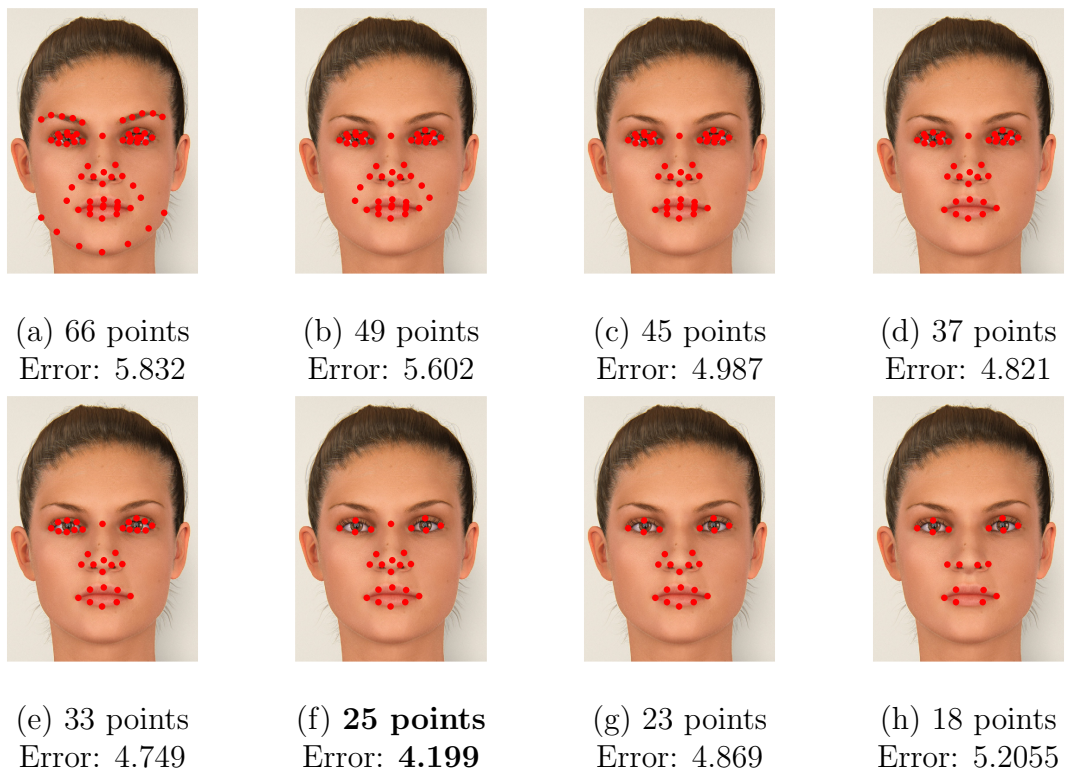 (a) 66 points
Error: 5.832
(b) 49 points
Error: 5.602
(c) 45 points
Error: 4.987
(d) 37 points
Error: 4.821
(e) 33 points
Error: 4.749
(f) 25 points
Error: 4.199
(g) 23 points
Error: 4.869
(h) 18 points
Error: 5.2055